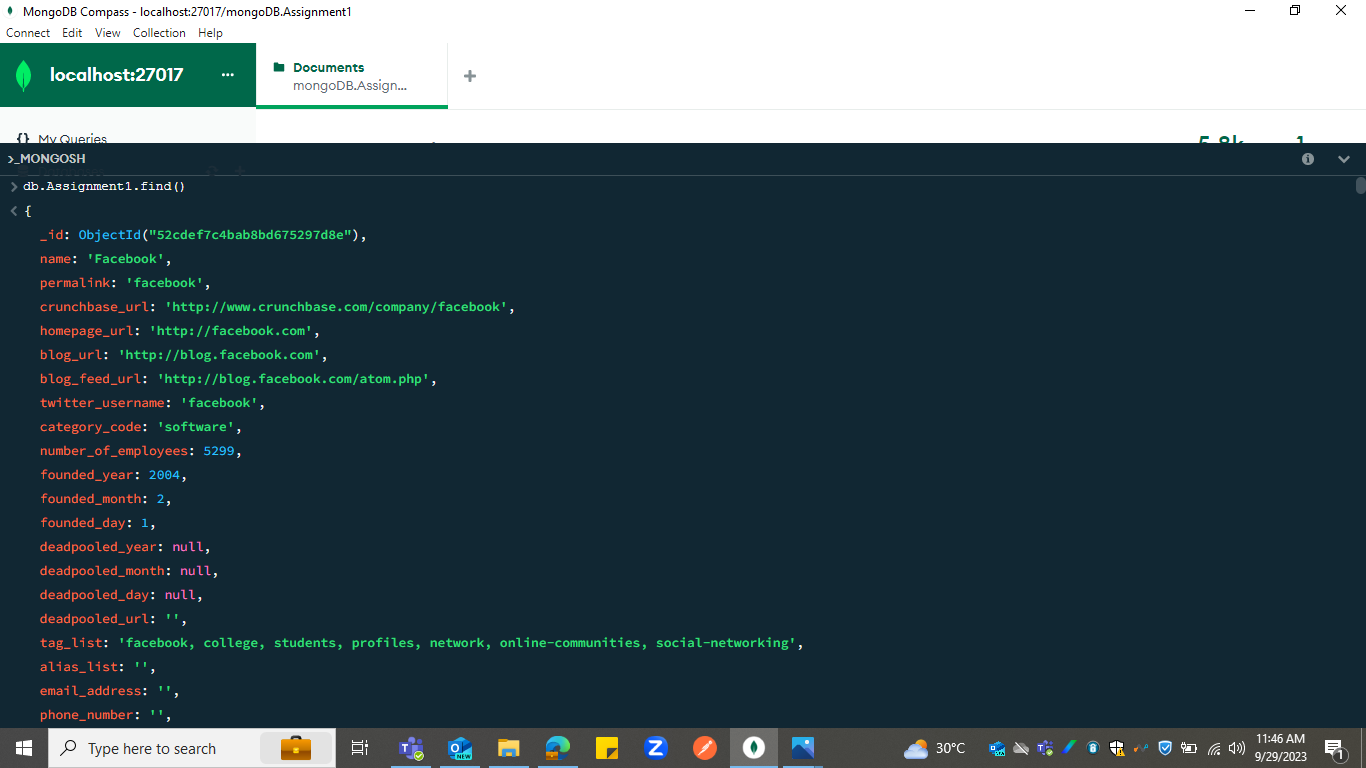 MongoDB Compass - localhost:27017/mongoDB.Assignment1
Connect Edit View Collection Help
localhost:27017 ...
Documents
mongoDB.Assign...
{} My Queries
5.8k 1
>_MONGOSH
> db.Assignment1.find()
< {
_id: ObjectId("52cdef7c4bab8bd675297d8e"),
name: 'Facebook',
permalink: 'facebook',
crunchbase_url: 'http://www.crunchbase.com/company/facebook',
homepage_url: 'http://facebook.com',
blog_url: 'http://blog.facebook.com',
blog_feed_url: 'http://blog.facebook.com/atom.php',
twitter_username: 'facebook',
category_code: 'software',
number_of_employees: 5299,
founded_year: 2004,
founded_month: 2,
founded_day: 1,
deadpooled_year: null,
deadpooled_month: null,
deadpooled_day: null,
deadpooled_url: '',
tag_list: 'facebook, college, students, profiles, network, online-communities, social-networking',
alias_list: '',
email_address: '',
phone_number: '',
Type here to search
NEW
30°C
11:46 AM
9/29/2023
1